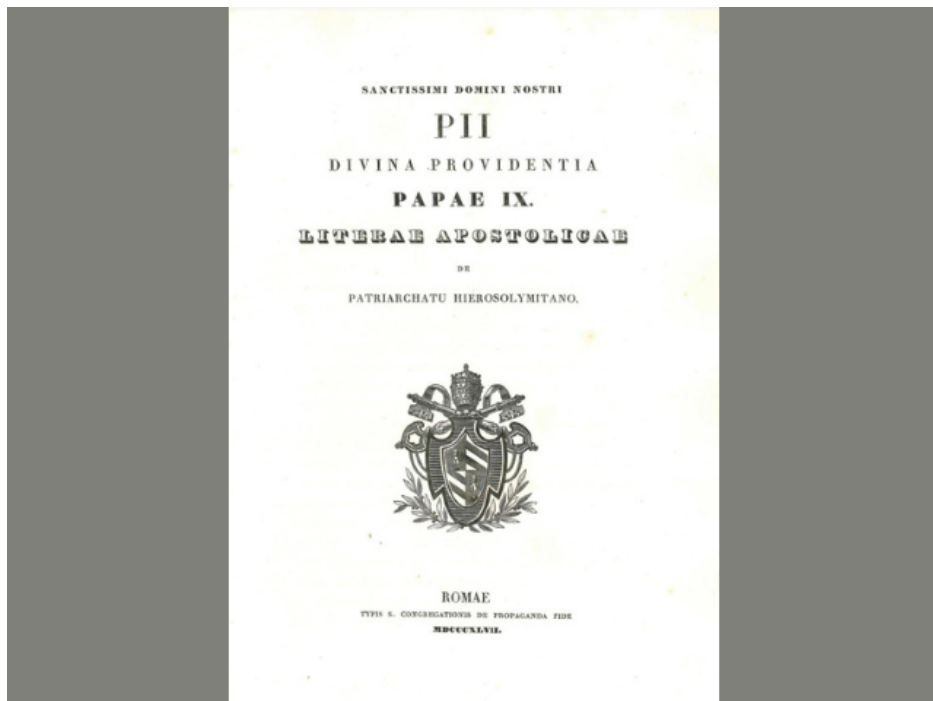 SANCTISSIMI DOMINI NOSTRI
PII
DIVINA PROVIDENTIA
PAPAE IX.
LITERAE APOSTOLICAE
DE
PATRIARCHATU HIEROSOLYMITANO.
ROMAE
TYPIS S. CONGREGATIONIS DE PROPAGANDA FIDE
MDCCCXLVII.